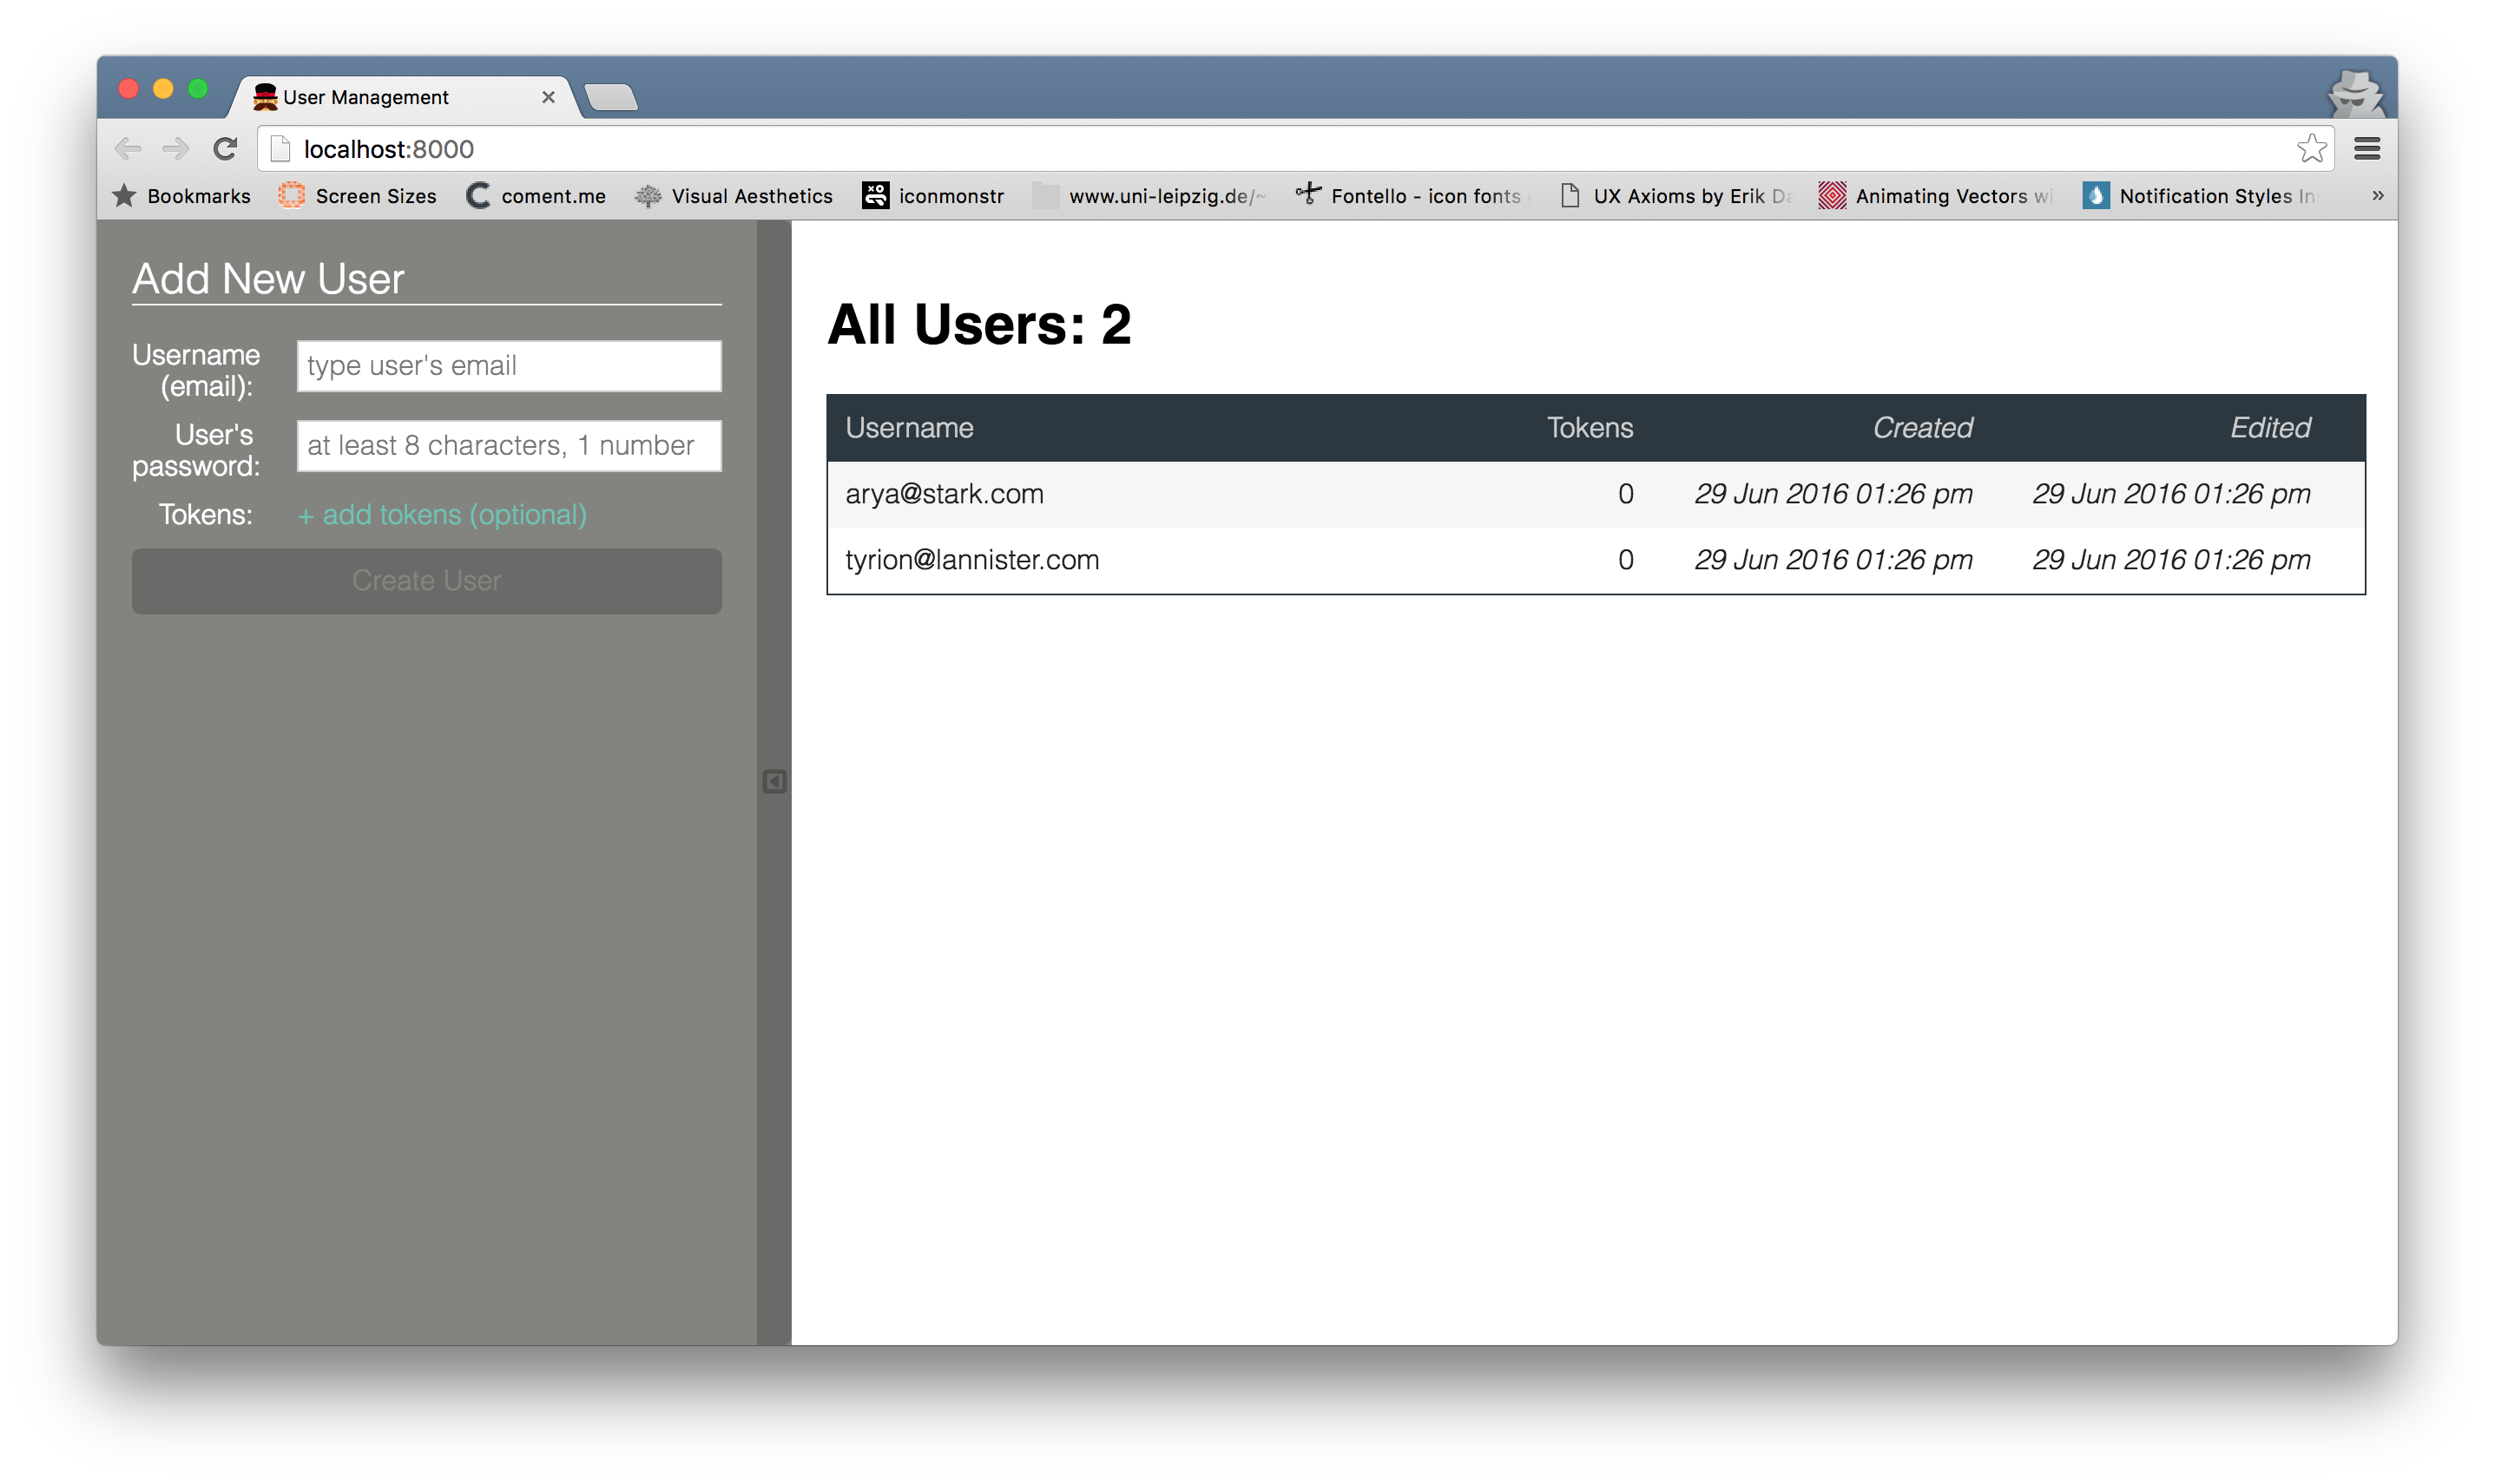 User Management
localhost:8000
Bookmarks Screen Sizes coment.me Visual Aesthetics iconmonstr www.uni-leipzig.de/~ Fontello - icon fonts UX Axioms by Erik Da Animating Vectors wi Notification Styles In »
Add New User
Username (email):
type user's email
User's password:
at least 8 characters, 1 number
Tokens: + add tokens (optional)
Create User
All Users: 2
Username Tokens Created Edited
arya@stark.com 0 29 Jun 2016 01:26 pm 29 Jun 2016 01:26 pm
tyrion@lannister.com 0 29 Jun 2016 01:26 pm 29 Jun 2016 01:26 pm